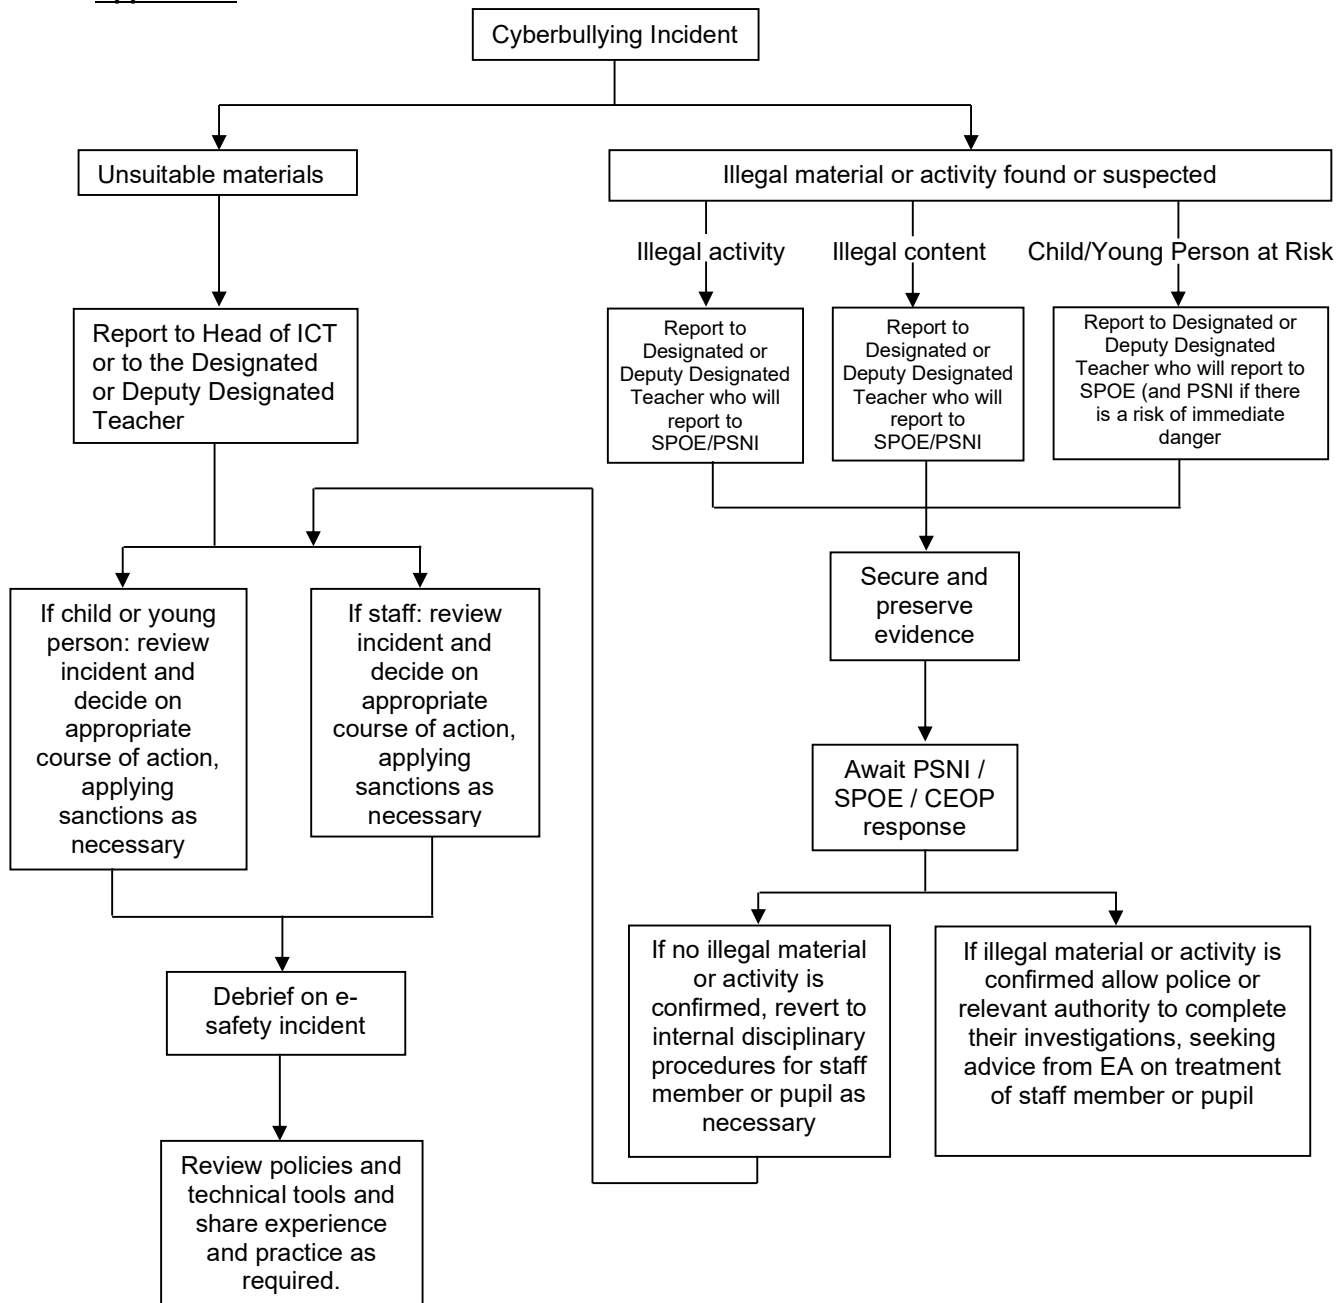 Cyberbullying Incident
Unsuitable materials
Illegal material or activity found or suspected
Illegal activity
Illegal content
Child/Young Person at Risk
Report to Head of ICT
or to the Designated
or Deputy Designated
Teacher
Report to
Designated or
Deputy Designated
Teacher who will
report to
SPOE/PSNI
Report to
Designated or
Deputy Designated
Teacher who will
report to
SPOE/PSNI
Report to Designated or
Deputy Designated
Teacher who will report to
SPOE (and PSNI if there
is a risk of immediate
danger
Secure and
preserve
evidence
If child or young
person: review
incident and
decide on
appropriate
course of action,
applying
sanctions as
necessary
If staff: review
incident and
decide on
appropriate
course of action,
applying
sanctions as
necessary
Await PSNI /
SPOE / CEOP
response
If no illegal material
or activity is
confirmed, revert to
internal disciplinary
procedures for staff
member or pupil as
necessary
If illegal material or activity is
confirmed allow police or
relevant authority to complete
their investigations, seeking
advice from EA on treatment
of staff member or pupil
Debrief on e-
safety incident
Review policies and
technical tools and
share experience
and practice as
required.